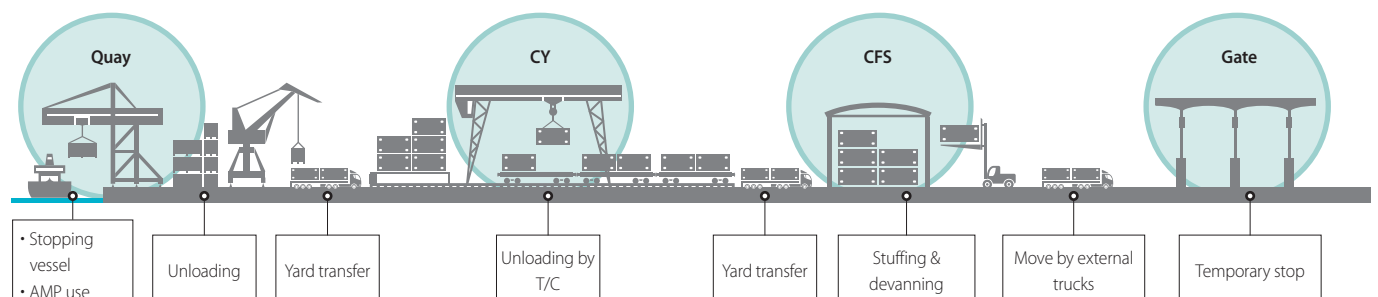 Quay
CY
CFS
Gate
• Stopping
vessel
• AMP use
Unloading
Yard transfer
Unloading by
T/C
Yard transfer
Stuffing &
devanning
Move by external
trucks
Temporary stop